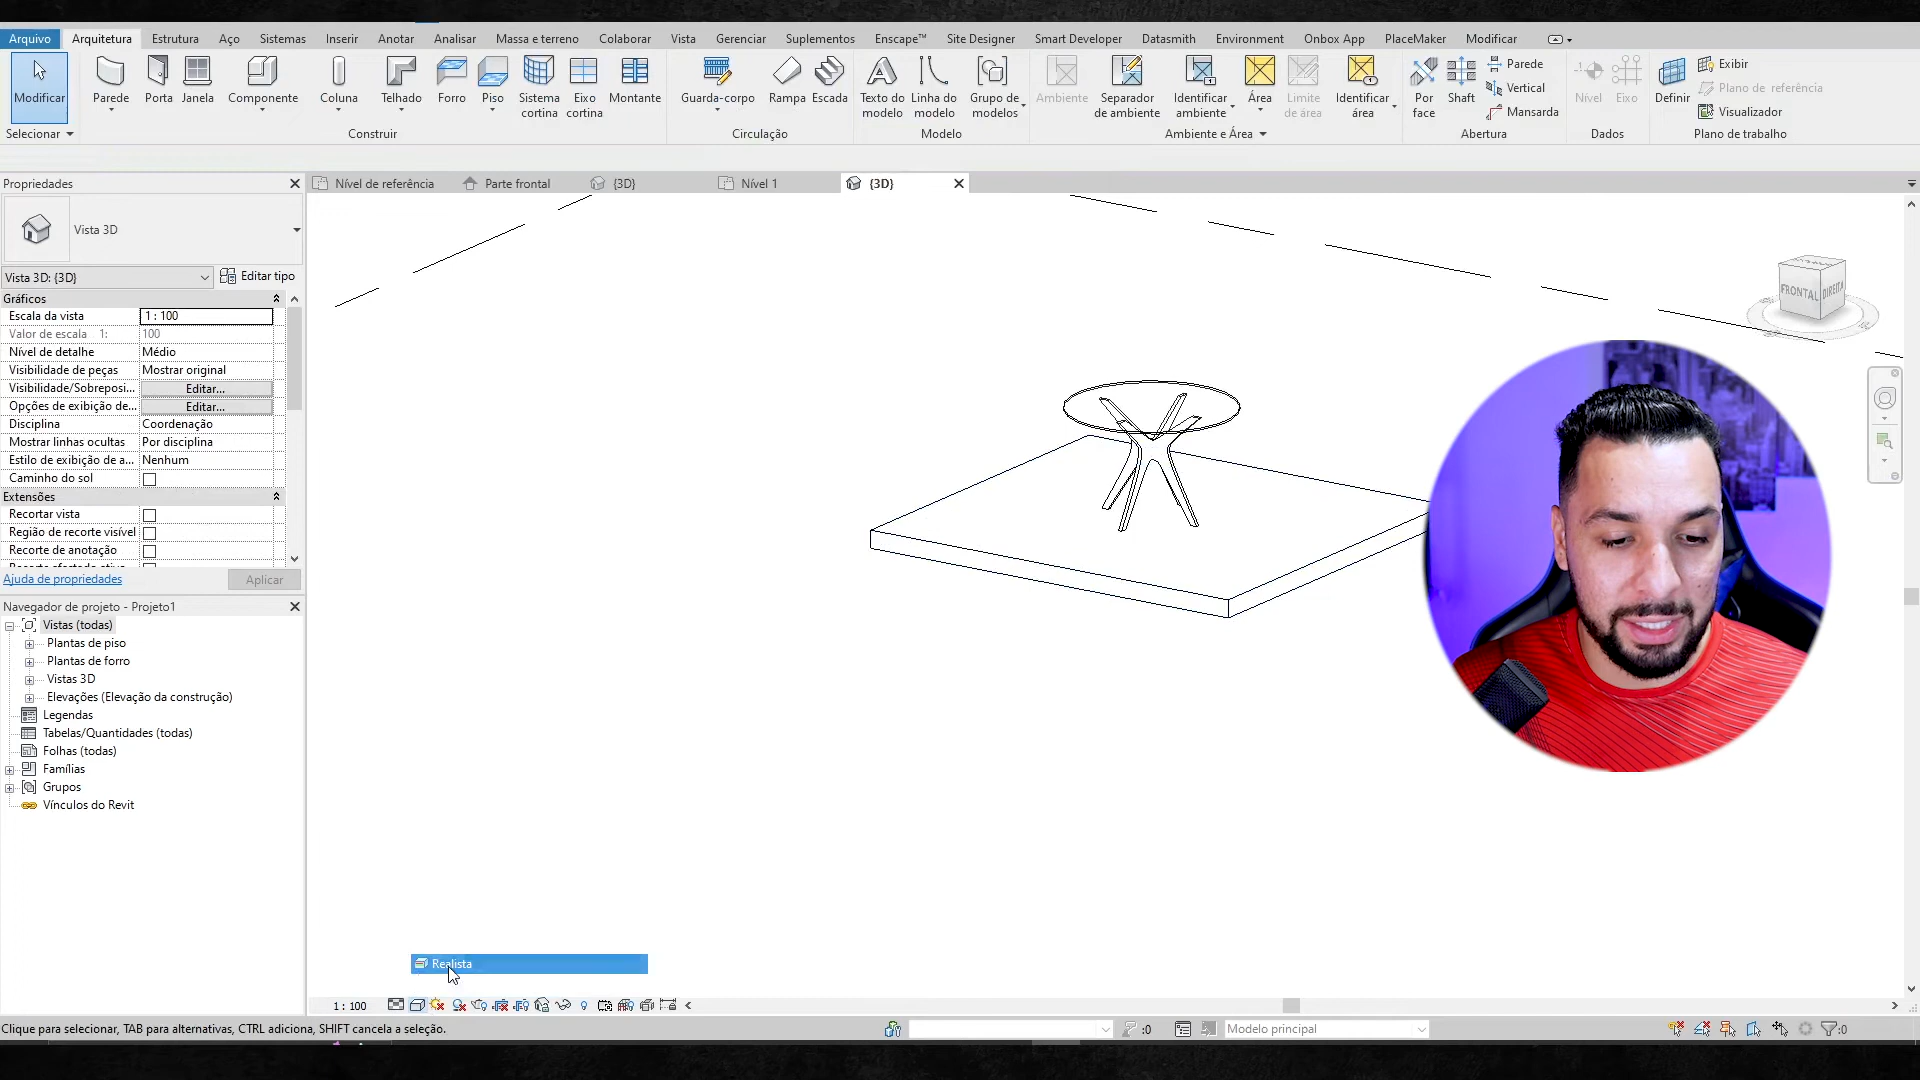 Arquivo Arquitetura Estrutura Aço Sistemas Inserir Anotar Analisar Massa e terreno Colaborar Vista Gerenciar Suplementos Enscape™ Site Designer Smart Developer Datasmith Environment Onbox App PlaceMaker Modificar
Modificar Parede Porta Janela Componente Coluna Telhado Forro Piso Sistema cortina Eixo cortina Montante Guarda-corpo Rampa Escada Texto do modelo Linha do modelo Grupo de modelos Ambiente Separador de ambiente Identificar ambiente Área Limite de área Identificar área Por face Shaft Parede Vertical Mansarda Nível Eixo Definir Exibir Plano de referência Visualizador
Selecionar Construir Circulação Modelo Ambiente e Área Abertura Dados Plano de trabalho
Propriedades
Nível de referência Parte frontal {3D} Nível 1 {3D}
Vista 3D
Vista 3D: {3D} Editar tipo
Gráficos
Escala da vista 1 : 100
Valor de escala 1: 100
Nível de detalhe Médio
Visibilidade de peças Mostrar original
Visibilidade/Sobreposi... Editar...
Opções de exibição de... Editar...
Disciplina Coordenação
Mostrar linhas ocultas Por disciplina
Estilo de exibição de a... Nenhum
Caminho do sol
Extensões
Recortar vista
Região de recorte visível
Recorte de anotação
Ajuda de propriedades Aplicar
Navegador de projeto - Projeto1
Vistas (todas)
Plantas de piso
Plantas de forro
Vistas 3D
Elevações (Elevação da construção)
Legendas
Tabelas/Quantidades (todas)
Folhas (todas)
Famílias
Grupos
Vínculos do Revit
FRONTAL DIREITA
Realista
1 : 100
Clique para selecionar, TAB para alternativas, CTRL adiciona, SHIFT cancela a seleção.
:0
Modelo principal
:0